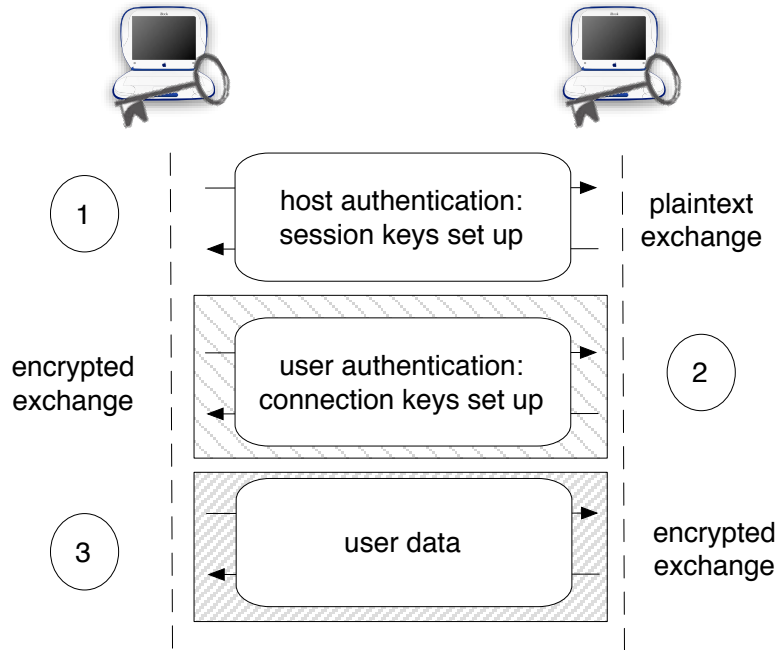 1
host authentication:
session keys set up
plaintext
exchange
encrypted
exchange
user authentication:
connection keys set up
2
3
user data
encrypted
exchange